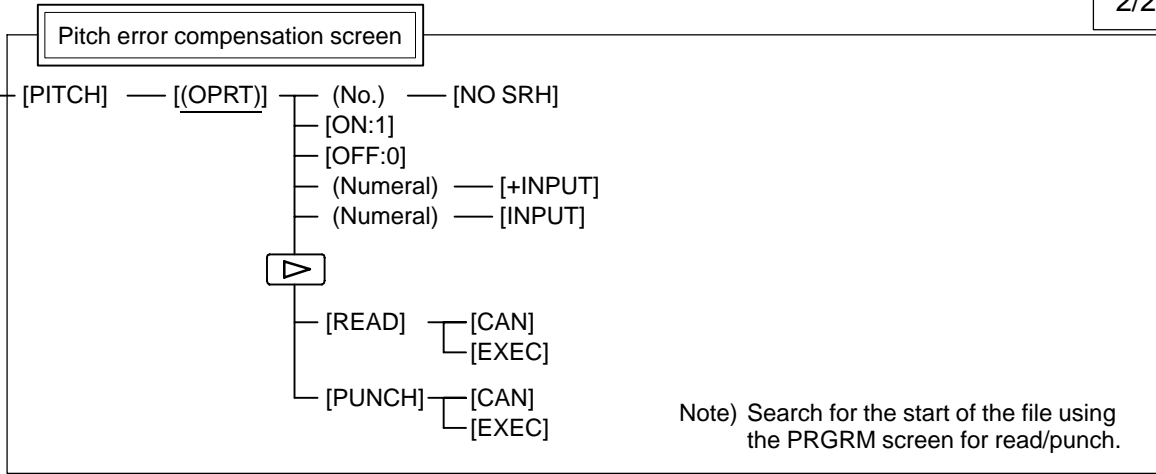 2/2
Pitch error compensation screen
[PITCH] [(OPRT)] (No.) [NO SRH]
[ON:1]
[OFF:0]
(Numeral) [+INPUT]
(Numeral) [INPUT]
[READ] [CAN]
[EXEC]
[PUNCH] [CAN]
[EXEC]
Note) Search for the start of the file using
the PRGRM screen for read/punch.